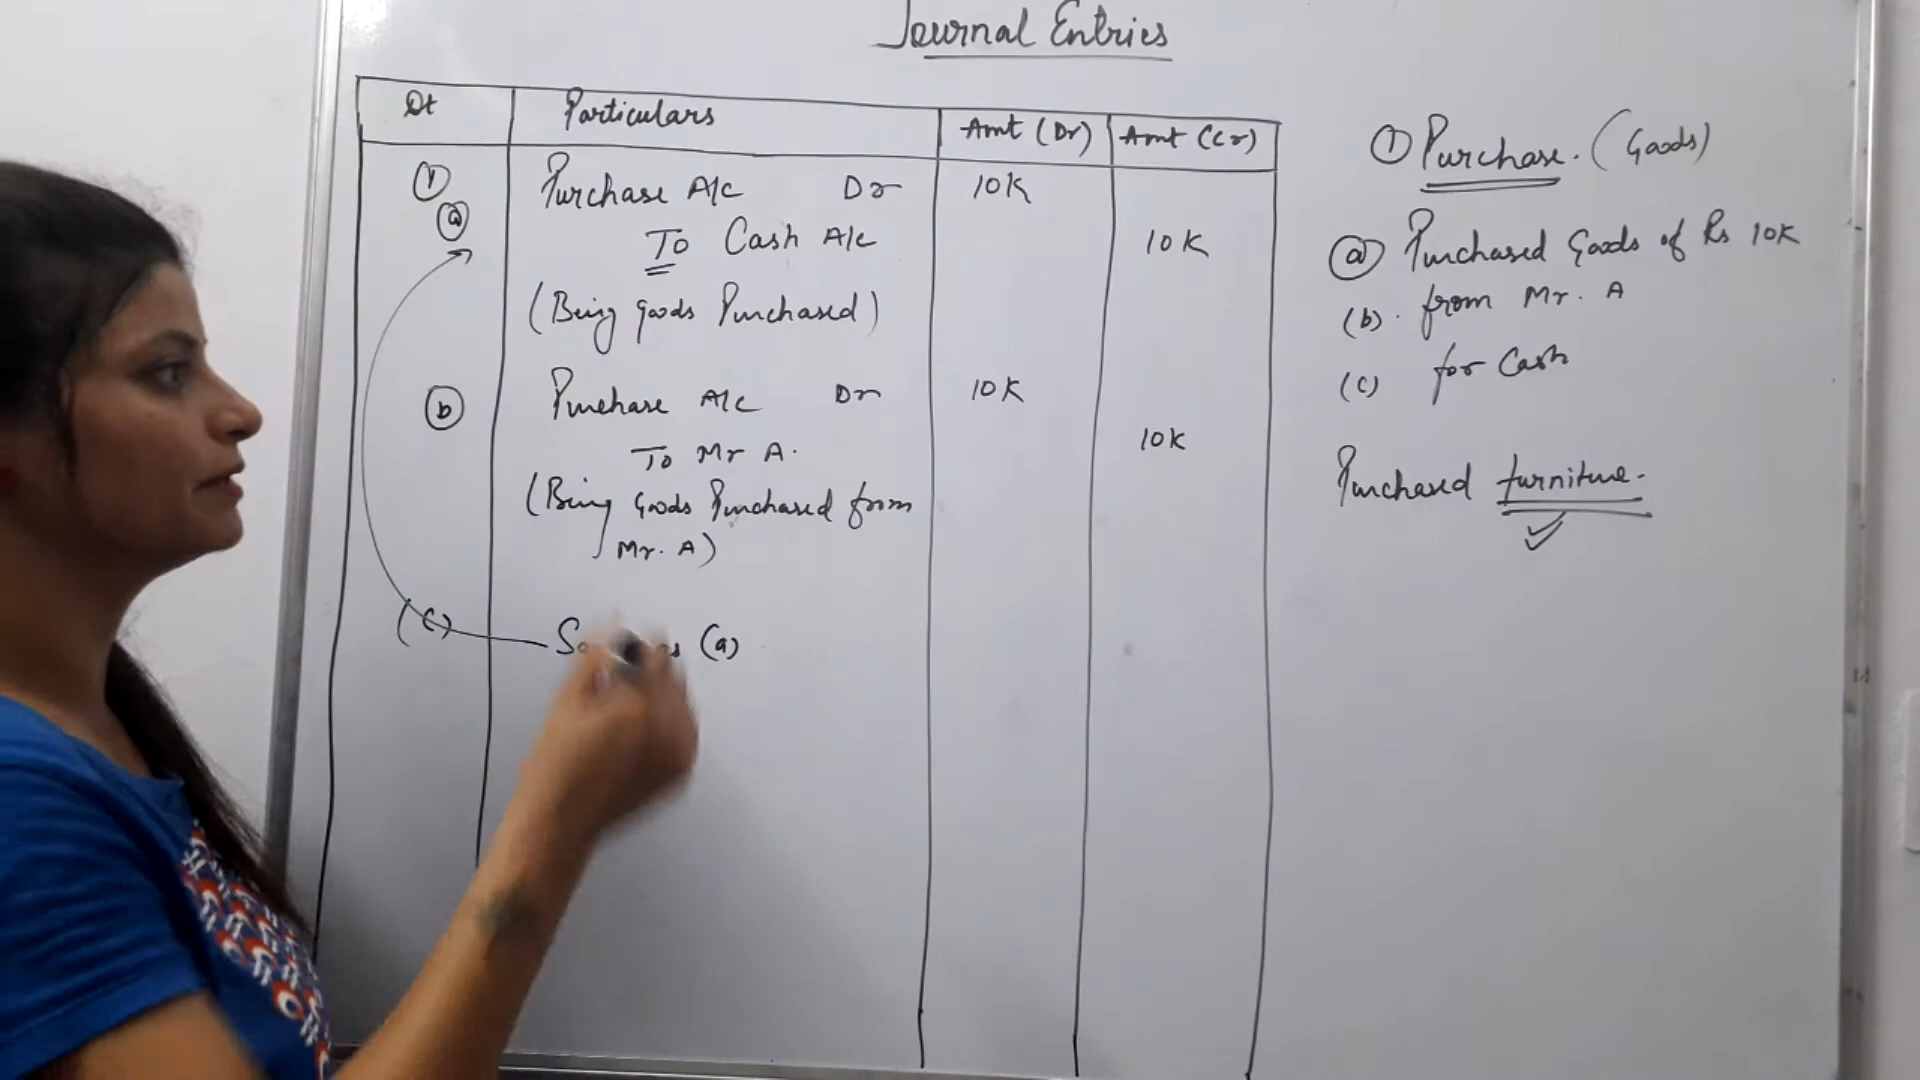 Journal Entries
Dt Particulars Amt (Dr) Amt (Cr)
① Purchase A/c Dr 10K
ⓐ To Cash A/c 10K
(Being goods Purchased)
ⓑ Purchase A/c Dr 10K
To Mr A. 10K
(Being Goods Purchased from
Mr. A)
(c) (a)
① Purchase. (Goods)
ⓐ Purchased Goods of Rs 10K
(b). from Mr. A
(c) for Cash
Purchased furniture.